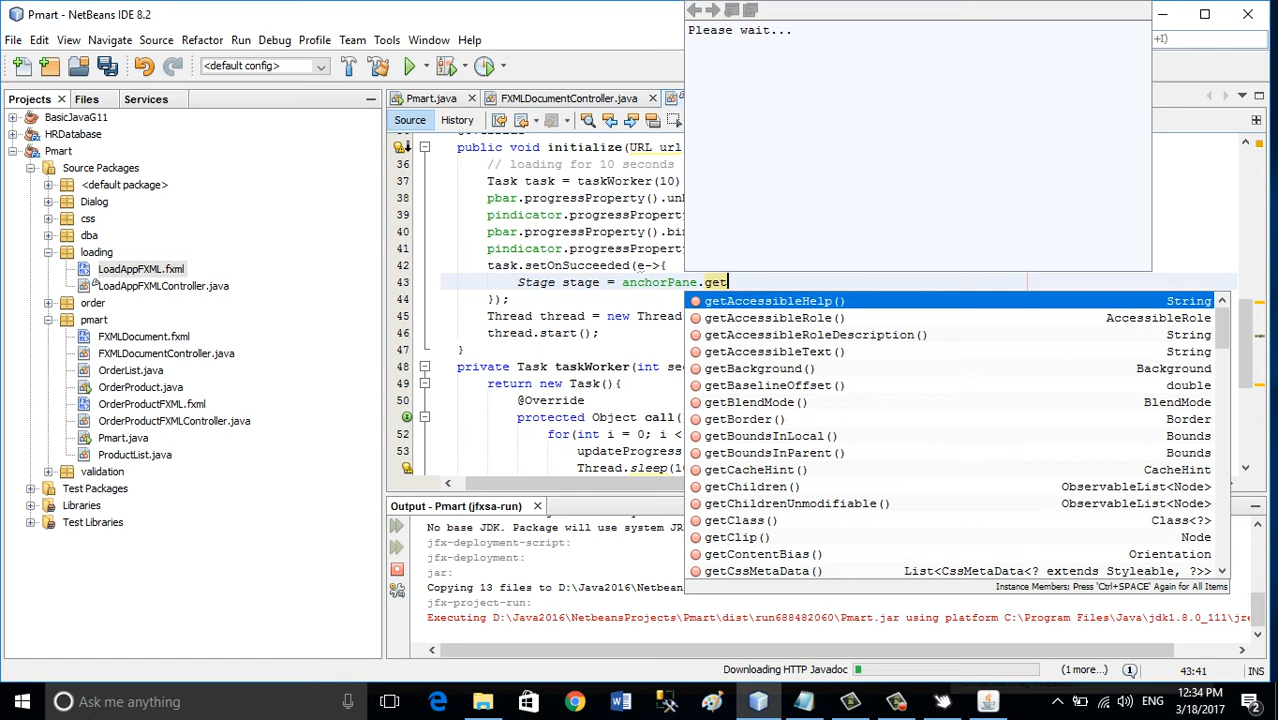 Pmart - NetBeans IDE 8.2
File Edit View Navigate Source Refactor Run Debug Profile Team Tools Window Help
+I)
<default config>
Please wait...
Projects Files Services
Pmart.java FXMLDocumentController.java
BasicJavaG11
HRDatabase
Pmart
Source Packages
<default package>
Dialog
css
dba
loading
LoadAppFXML.fxml
LoadAppFXMLController.java
order
pmart
FXMLDocument.fxml
FXMLDocumentController.java
OrderList.java
OrderProduct.java
OrderProductFXML.fxml
OrderProductFXMLController.java
Pmart.java
ProductList.java
validation
Test Packages
Libraries
Test Libraries
Source History
public void initialize(URL url
36 // loading for 10 seconds
37 Task task = taskWorker(10)
38 pbar.progressProperty().un
39 pindicator.progressProperty
40 pbar.progressProperty().bin
41 pindicator.progressProperty
42 task.setOnSucceeded(e->{
43 Stage stage = anchorPane.get
44 });
45 Thread thread = new Thread
46 thread.start();
47 }
48 private Task taskWorker(int se
49 return new Task(){
50 @Override
protected Object call(
52 for(int i = 0; i <
53 updateProgress
Thread.sleep(10
getAccessibleHelp() String
getAccessibleRole() AccessibleRole
getAccessibleRoleDescription() String
getAccessibleText() String
getBackground() Background
getBaselineOffset() double
getBlendMode() BlendMode
getBorder() Border
getBoundsInLocal() Bounds
getBoundsInParent() Bounds
getCacheHint() CacheHint
getChildren() ObservableList<Node>
getChildrenUnmodifiable() ObservableList<Node>
getClass() Class<?>
getClip() Node
getContentBias() Orientation
getCssMetaData() List<CssMetaData<? extends Styleable, ?>>
Instance Members; Press 'Ctrl+SPACE' Again for All Items
Output - Pmart (jfxsa-run)
No base JDK. Package will use system JR
jfx-deployment-script:
jfx-deployment:
jar:
Copying 13 files to D:\Java2016\Netbeans
jfx-project-run:
Executing D:\Java2016\NetbeansProjects\Pmart\dist\run688482060\Pmart.jar using platform C:\Program Files\Java\jdk1.8.0_111\jre
Downloading HTTP Javadoc (1 more...) 43:41 INS
Ask me anything
ENG
12:34 PM
3/18/2017
2